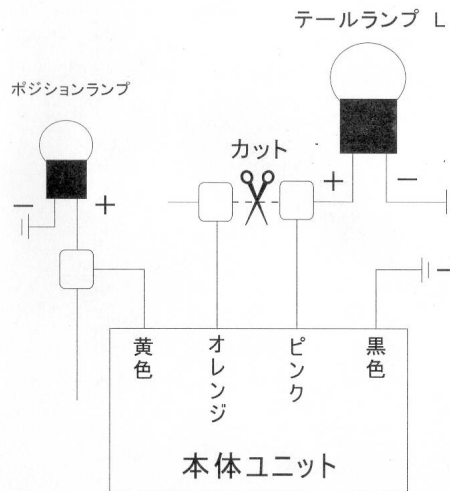 テールランプ L
ポジションランプ
カット
－ ＋
＋ －
－
黄色
オレンジ
ピンク
黒色
本体ユニット